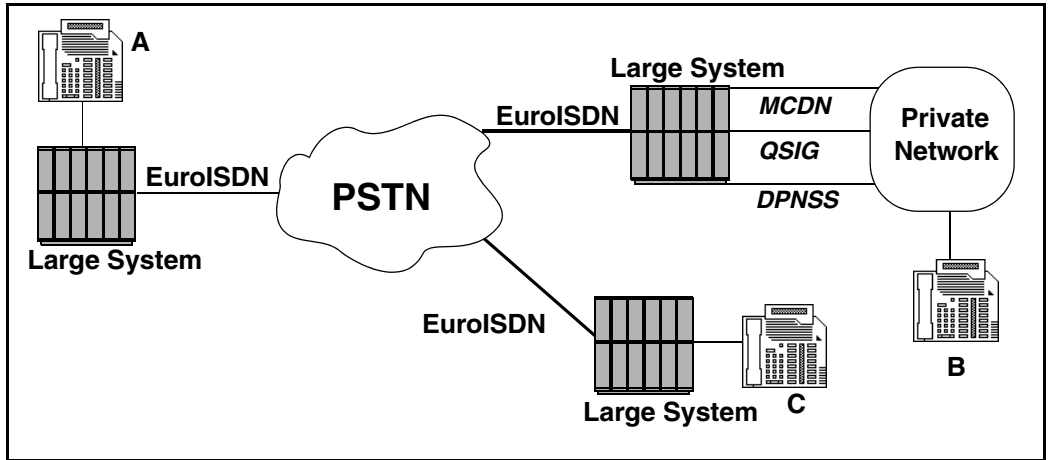 A
Large System
EuroISDN
MCDN
Private
Network
QSIG
EuroISDN
PSTN
DPNSS
Large System
EuroISDN
B
Large System
C